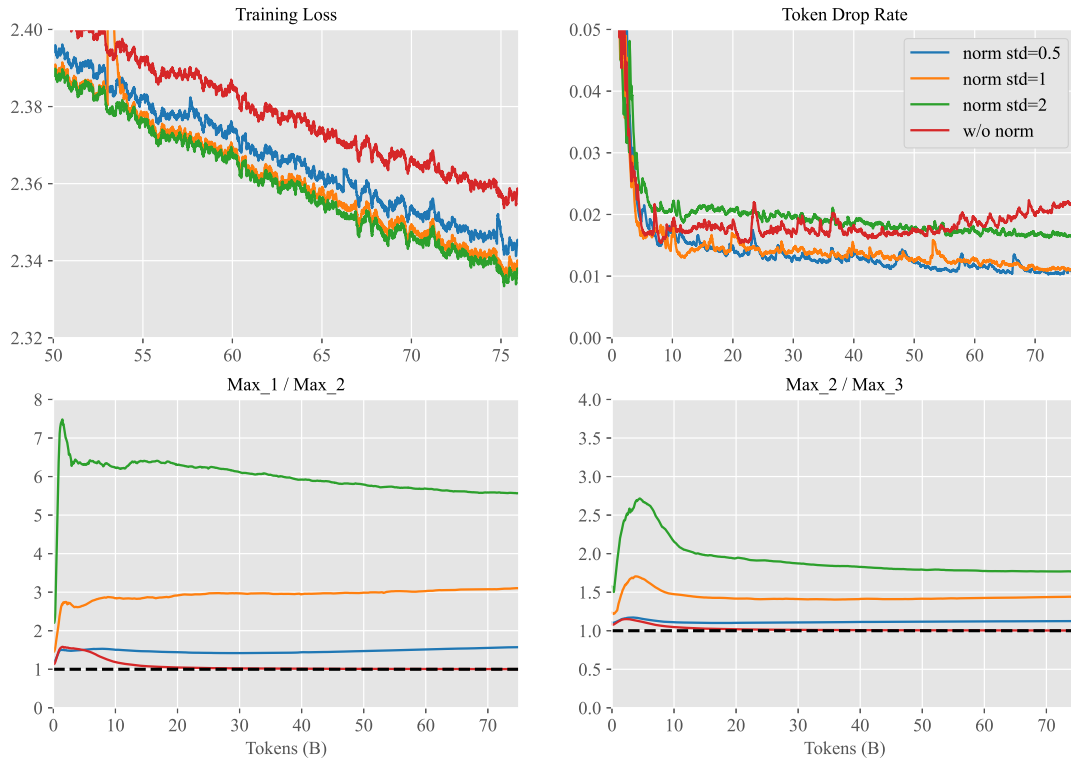 Training Loss
2.40
2.38
2.36
2.34
2.32
50 55 60 65 70 75
Token Drop Rate
0.05
0.04
0.03
0.02
0.01
0.00
0 10 20 30 40 50 60 70
norm std=0.5
norm std=1
norm std=2
w/o norm
Max_1 / Max_2
8
7
6
5
4
3
2
1
0
0 10 20 30 40 50 60 70
Tokens (B)
Max_2 / Max_3
4.0
3.5
3.0
2.5
2.0
1.5
1.0
0.5
0.0
0 10 20 30 40 50 60 70
Tokens (B)